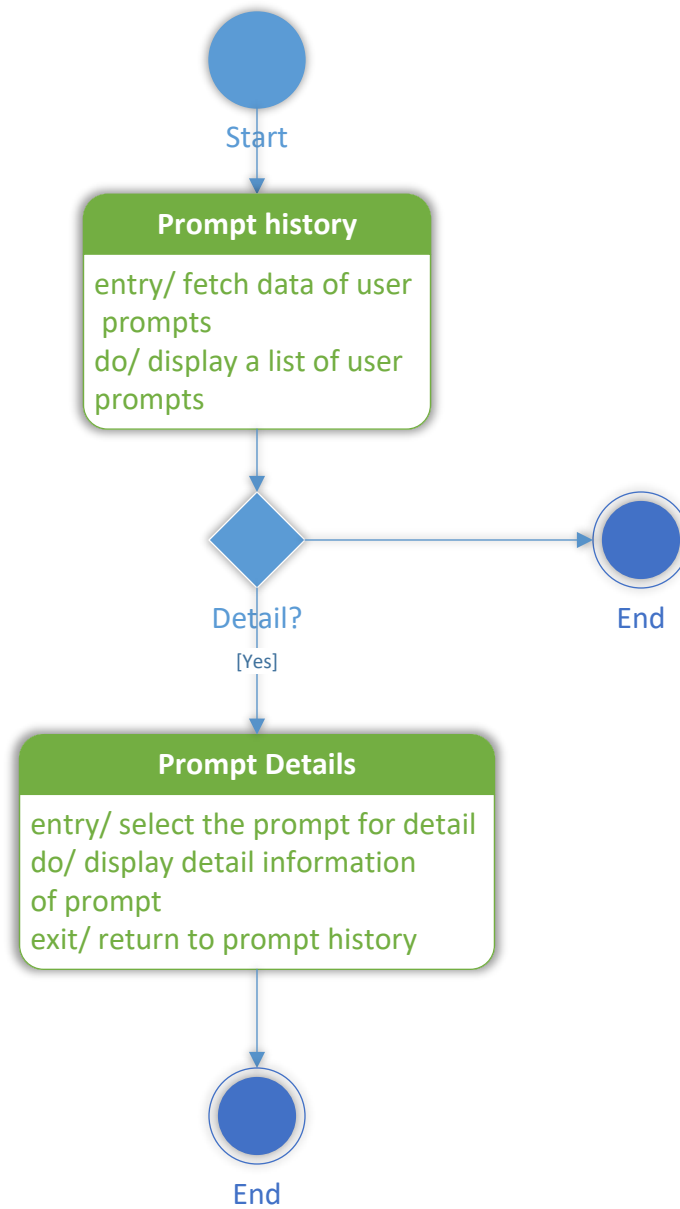 Start
Prompt history
entry/ fetch data of user
prompts
do/ display a list of user
prompts
Detail?
End
[Yes]
Prompt Details
entry/ select the prompt for detail
do/ display detail information
of prompt
exit/ return to prompt history
End